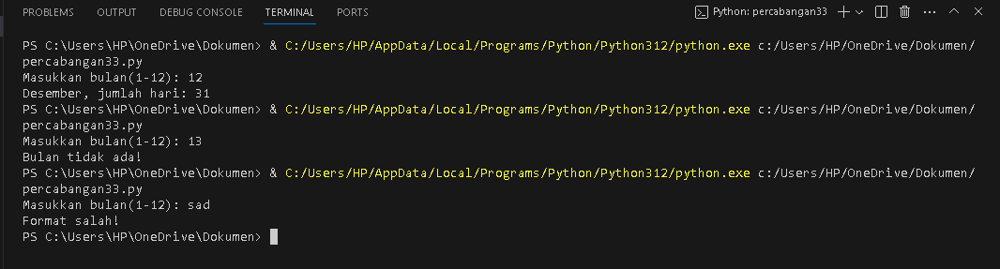 PROBLEMS OUTPUT DEBUG CONSOLE TERMINAL PORTS Python: percabangan33
PS C:\Users\HP\OneDrive\Dokumen> & C:/Users/HP/AppData/Local/Programs/Python/Python312/python.exe c:/Users/HP/OneDrive/Dokumen/
percabangan33.py
Masukkan bulan(1-12): 12
Desember, jumlah hari: 31
PS C:\Users\HP\OneDrive\Dokumen> & C:/Users/HP/AppData/Local/Programs/Python/Python312/python.exe c:/Users/HP/OneDrive/Dokumen/
percabangan33.py
Masukkan bulan(1-12): 13
Bulan tidak ada!
PS C:\Users\HP\OneDrive\Dokumen> & C:/Users/HP/AppData/Local/Programs/Python/Python312/python.exe c:/Users/HP/OneDrive/Dokumen/
percabangan33.py
Masukkan bulan(1-12): sad
Format salah!
PS C:\Users\HP\OneDrive\Dokumen>